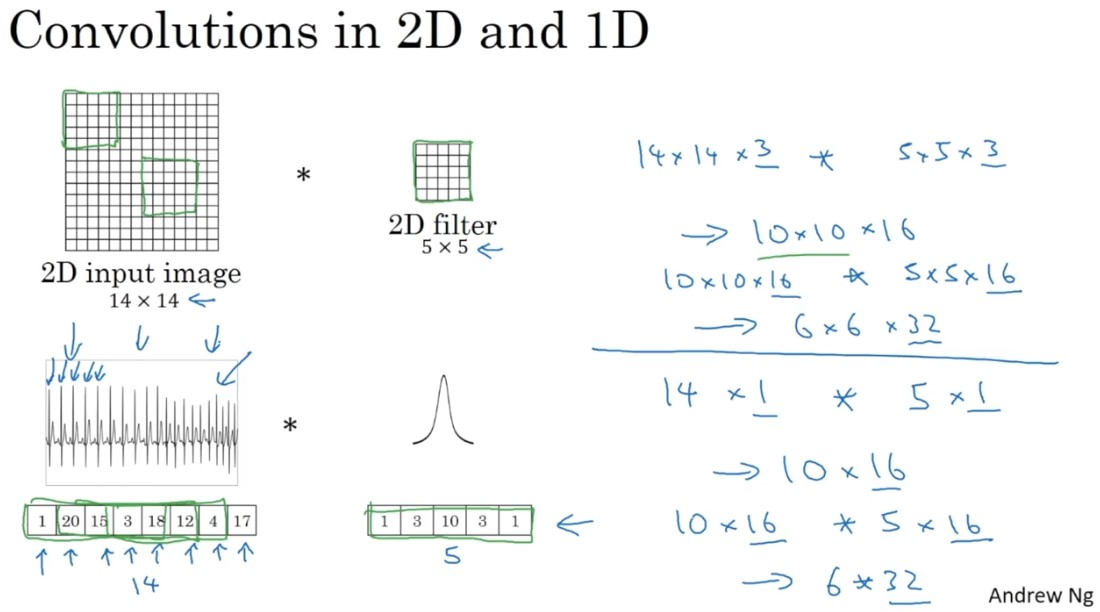 Convolutions in 2D and 1D
2D input image
14 × 14 ←
*
2D filter
5 × 5 ←
14×14 ×3 * 5×5×3
→ 10×10 ×16
10×10×16 * 5×5×16
→ 6×6 ×32
*
1 20 15 3 18 12 4 17
14
1 3 10 3 1 ←
5
14 ×1 * 5 ×1
→ 10 ×16
10 ×16 * 5 ×16
→ 6 * 32
Andrew Ng